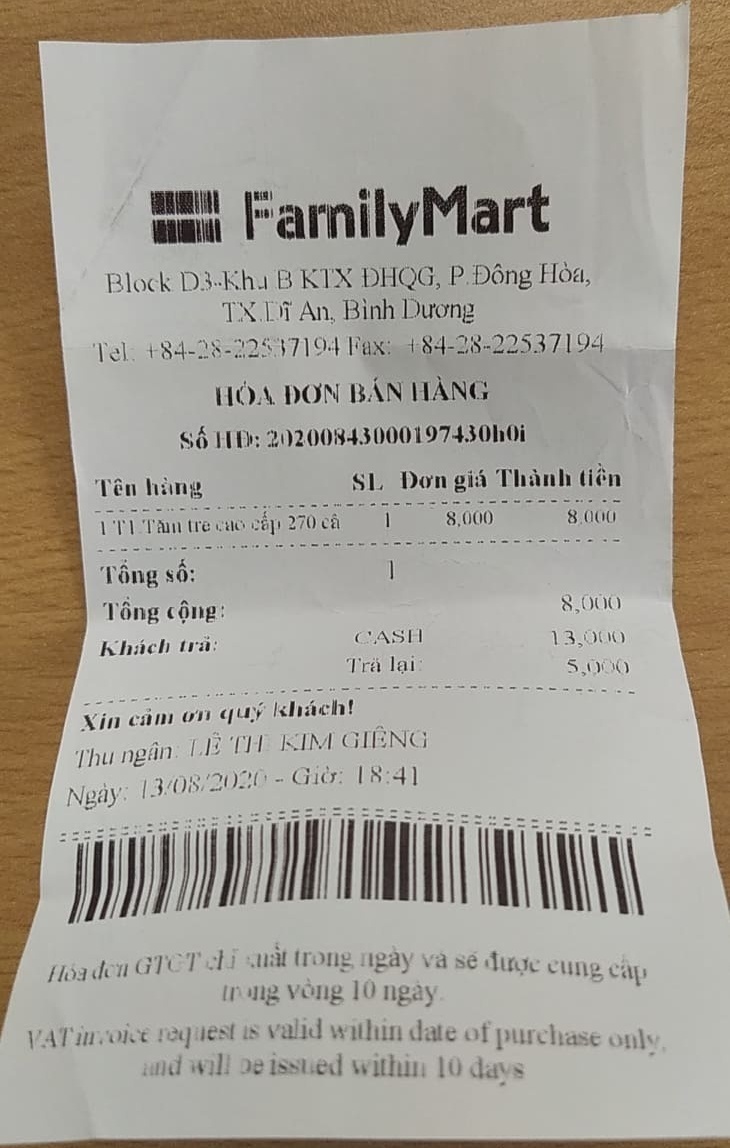 FamilyMart
Block D3-Khu B KTX ĐHQG, P.Đông Hòa,
TX.Dĩ An, Bình Dương
Tel: +84-28-22537194 Fax: +84-28-22537194
HÓA ĐƠN BÁN HÀNG
Số HĐ: 20200843000197430h0i
Tên hàng SL Đơn giá Thành tiền
1 T1 Tăm tre cao cấp 270 câ 1 8,000 8,000
Tổng số: 1
Tổng cộng: 8,000
Khách trả: CASH 13,000
Trả lại: 5,000
Xin cảm ơn quý khách!
Thu ngân: LÊ THỊ KIM GIÊNG
Ngày: 13/08/2020 - Giờ: 18:41
Hóa đơn GTGT chỉ xuất trong ngày và sẽ được cung cấp
trong vòng 10 ngày.
VAT invoice request is valid within date of purchase only,
and will be issued within 10 days